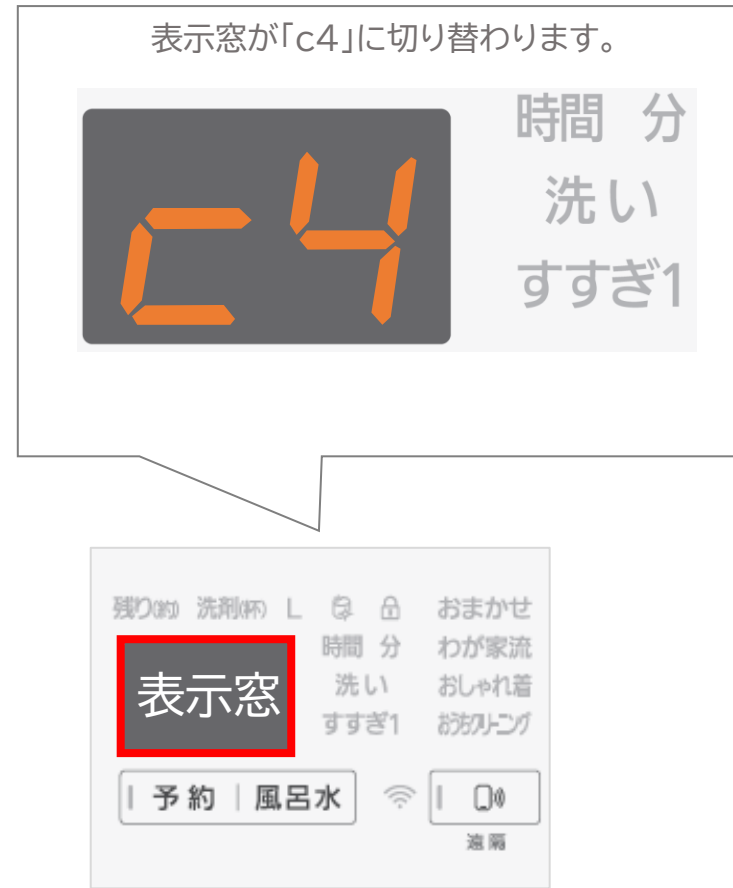 表示窓が「c4」に切り替わります。
c4
時間 分
洗い
すすぎ1
残り(約) 洗剤(杯) L
おまかせ
時間 分
わが家流
表示窓
洗い
おしゃれ着
すすぎ1
おうちクリーニング
予約 風呂水
遠隔